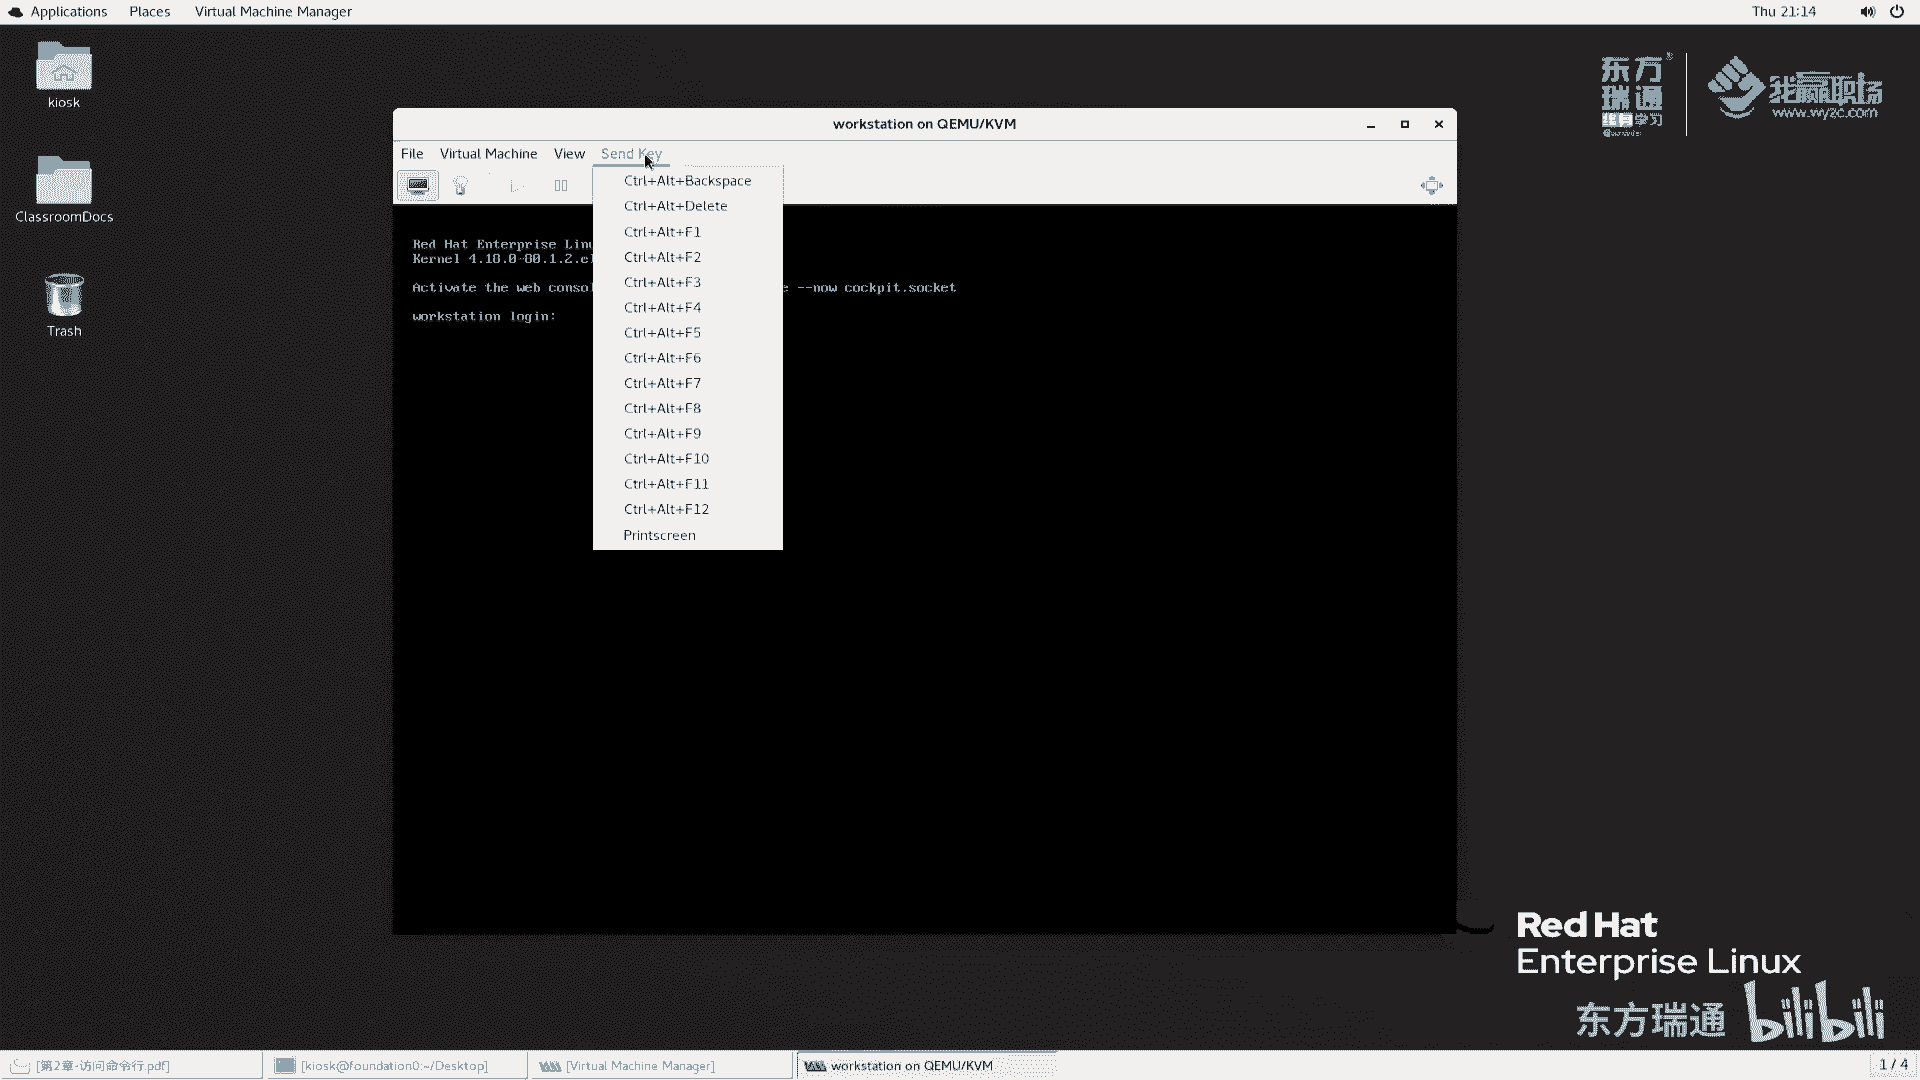 Applications Places Virtual Machine Manager Thu 21:14
kiosk
ClassroomDocs
Trash
东方
瑞通
®
终身学习
我赢职场
www.wyzc.com
workstation on QEMU/KVM
File Virtual Machine View Send Key
Ctrl+Alt+Backspace
Ctrl+Alt+Delete
Ctrl+Alt+F1
Ctrl+Alt+F2
Ctrl+Alt+F3
Ctrl+Alt+F4
Ctrl+Alt+F5
Ctrl+Alt+F6
Ctrl+Alt+F7
Ctrl+Alt+F8
Ctrl+Alt+F9
Ctrl+Alt+F10
Ctrl+Alt+F11
Ctrl+Alt+F12
Printscreen
Red Hat Enterprise Linu
Kernel 4.18.0-80.1.2.el
Activate the web consol e --now cockpit.socket
workstation login:
Red Hat
Enterprise Linux
东方瑞通 bilibili
[第2章-访问命令行.pdf] [kiosk@foundation0:~/Desktop] [Virtual Machine Manager] workstation on QEMU/KVM 1 / 4